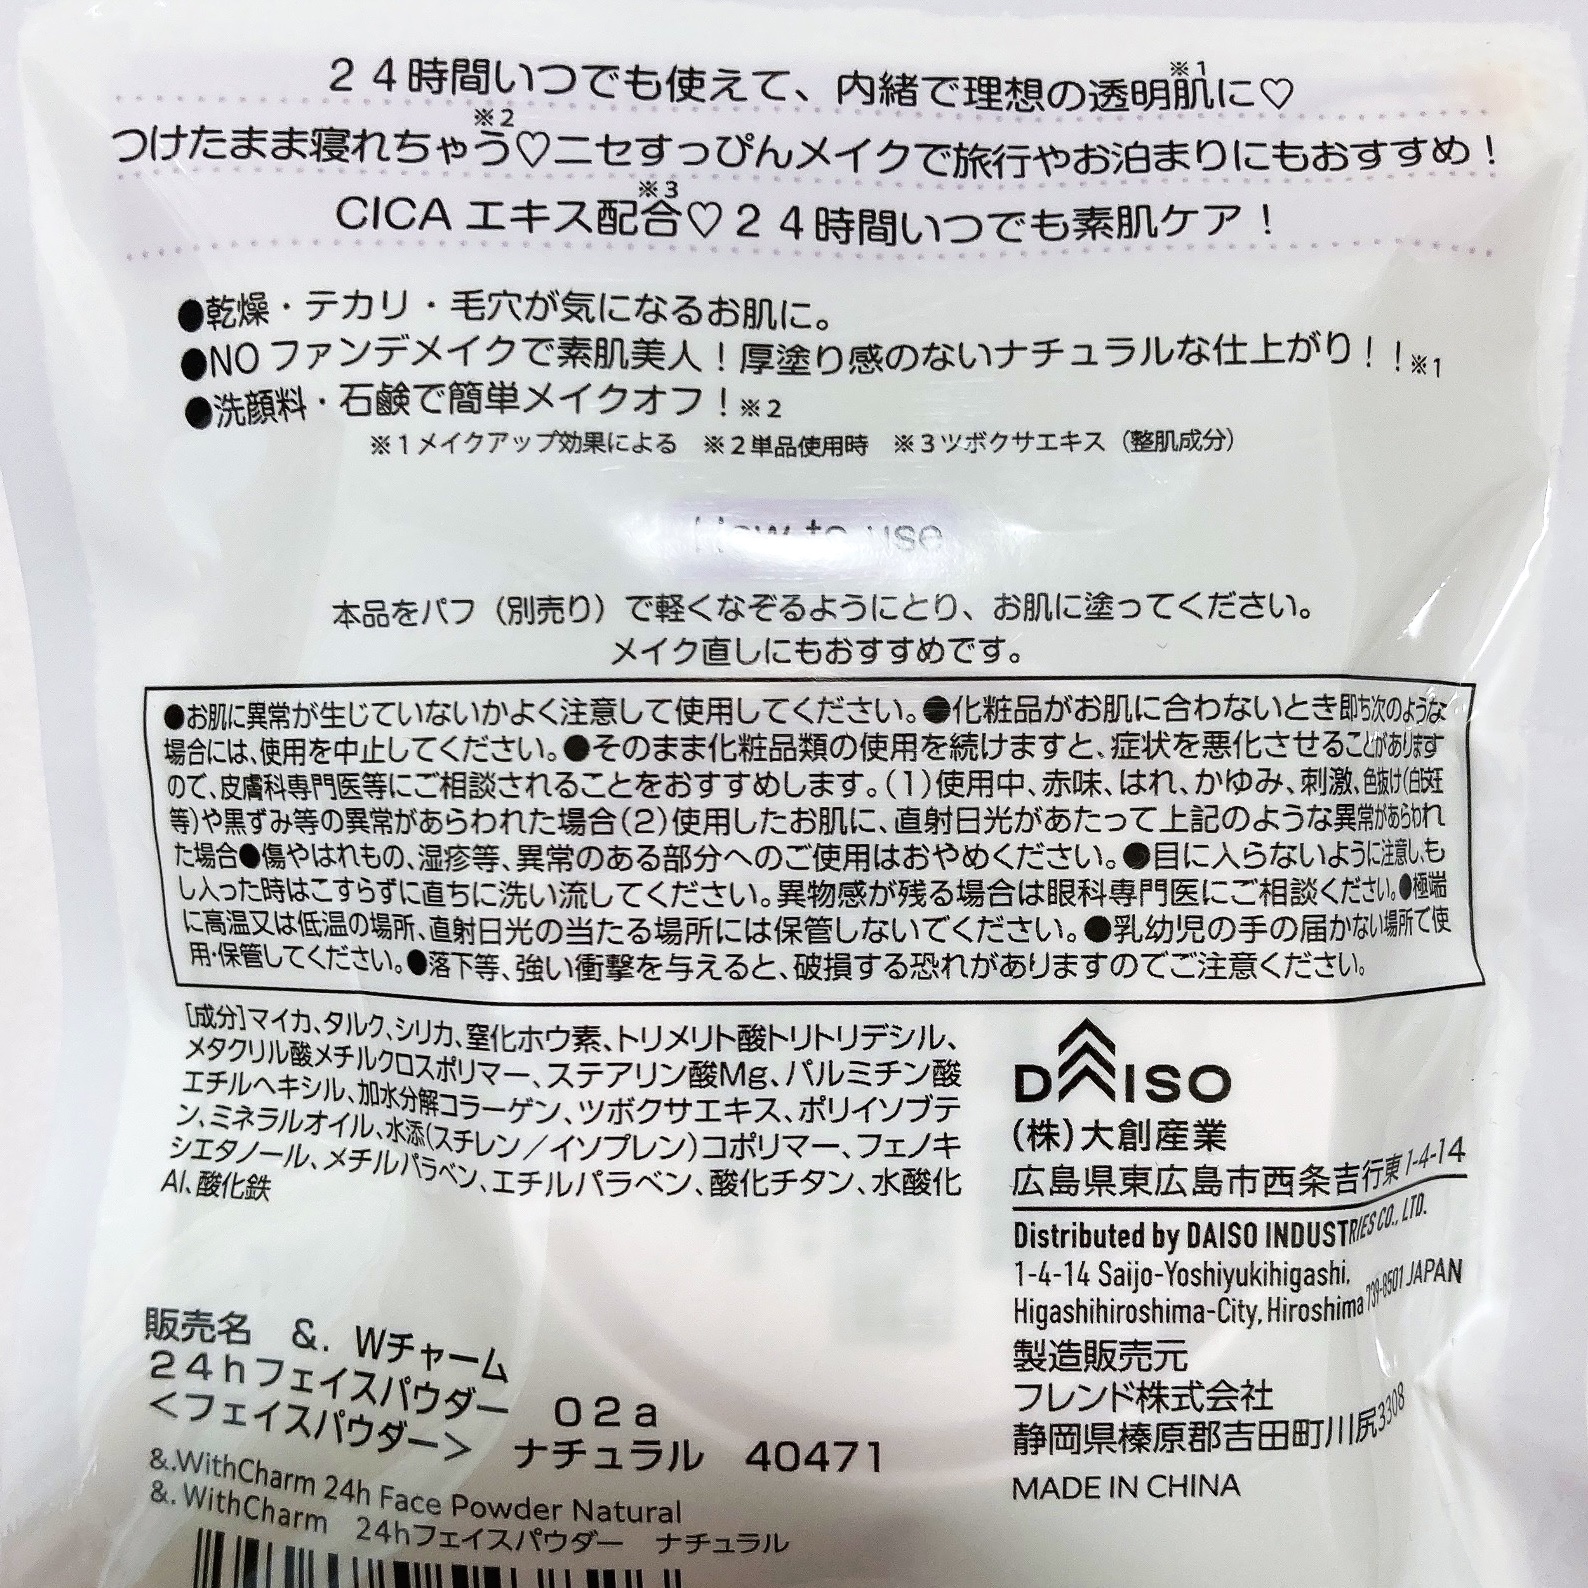 24時間いつでも使えて、内緒で理想の透明肌※1に♡
つけたまま寝れちゃう※2♡ニセすっぴんメイクで旅行やお泊まりにもおすすめ！
CICAエキス配合※3♡24時間いつでも素肌ケア！
●乾燥・テカリ・毛穴が気になるお肌に。
●NOファンデメイクで素肌美人！厚塗り感のないナチュラルな仕上がり！！※1
●洗顔料・石鹸で簡単メイクオフ！※2
※1メイクアップ効果による ※2単品使用時 ※3ツボクサエキス（整肌成分）
How to use
本品をパフ（別売り）で軽くなぞるようにとり、お肌に塗ってください。
メイク直しにもおすすめです。
●お肌に異常が生じていないかよく注意して使用してください。●化粧品がお肌に合わないとき即ち次のような
場合には、使用を中止してください。●そのまま化粧品類の使用を続けますと、症状を悪化させることがあります
ので、皮膚科専門医等にご相談されることをおすすめします。(1)使用中、赤味、はれ、かゆみ、刺激、色抜け(白斑
等)や黒ずみ等の異常があらわれた場合(2)使用したお肌に、直射日光があたって上記のような異常があらわれ
た場合●傷やはれもの、湿疹等、異常のある部分へのご使用はおやめください。●目に入らないように注意し、も
し入った時はこすらずに直ちに洗い流してください。異物感が残る場合は眼科専門医にご相談ください。●極端
に高温又は低温の場所、直射日光の当たる場所には保管しないでください。●乳幼児の手の届かない場所で使
用・保管してください。●落下等、強い衝撃を与えると、破損する恐れがありますのでご注意ください。
[成分]マイカ、タルク、シリカ、窒化ホウ素、トリメリト酸トリトリデシル、
メタクリル酸メチルクロスポリマー、ステアリン酸Mg、パルミチン酸
エチルヘキシル、加水分解コラーゲン、ツボクサエキス、ポリイソブテ
ン、ミネラルオイル、水添(スチレン／イソプレン)コポリマー、フェノキ
シエタノール、メチルパラベン、エチルパラベン、酸化チタン、水酸化
Al、酸化鉄
DAISO
(株)大創産業
広島県東広島市西条吉行東1-4-14
Distributed by DAISO INDUSTRIES CO., LTD.
1-4-14 Saijo-Yoshiyukihigashi,
Higashihiroshima-City, Hiroshima 739-8501 JAPAN
製造販売元
フレンド株式会社
静岡県榛原郡吉田町川尻3308
MADE IN CHINA
販売名 &. Wチャーム
24hフェイスパウダー 02a
＜フェイスパウダー＞ ナチュラル 40471
&.WithCharm 24h Face Powder Natural
&. WithCharm 24hフェイスパウダー ナチュラル